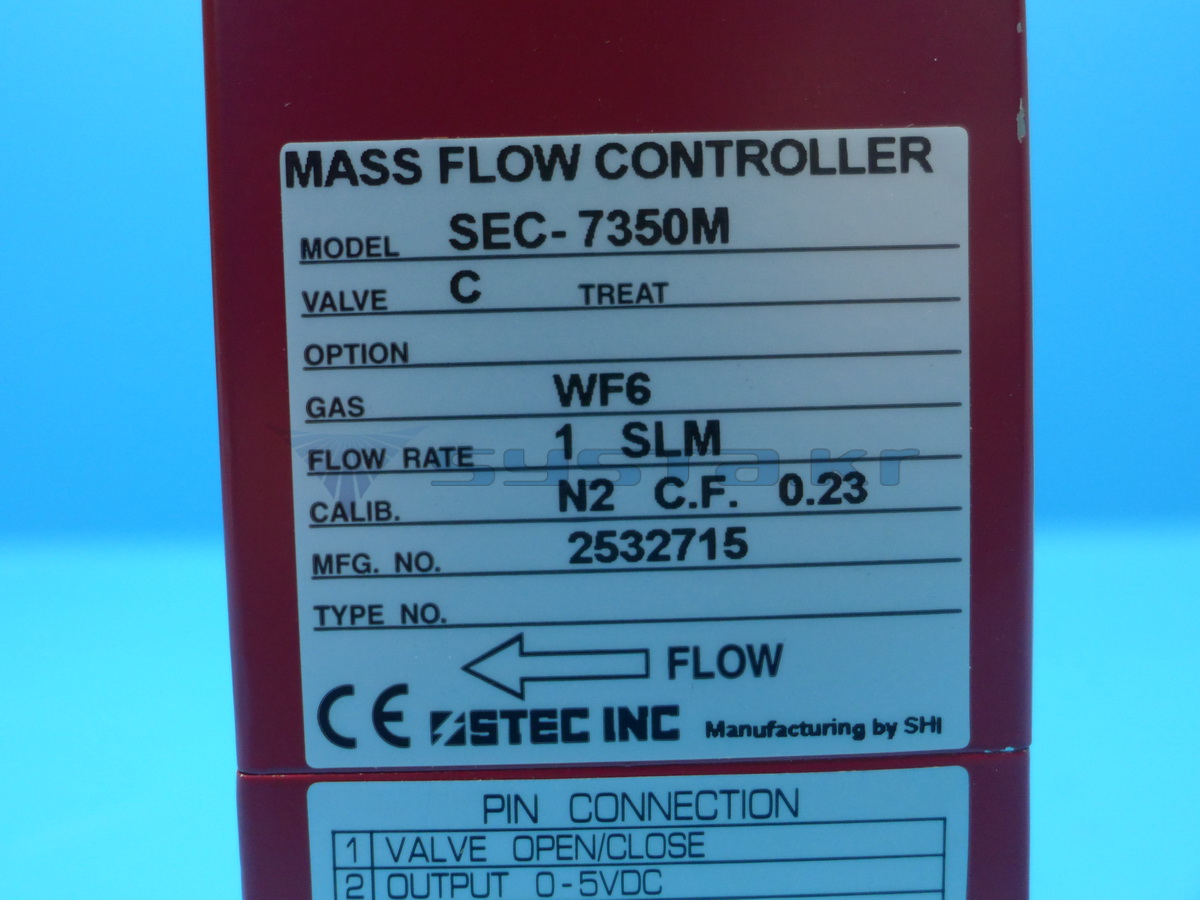 MASS FLOW CONTROLLER
MODEL SEC-7350M
VALVE C TREAT
OPTION
GAS WF6
FLOW RATE 1 SLM
systa.kr
CALIB. N2 C.F. 0.23
MFG. NO. 2532715
TYPE NO.
FLOW
CE STEC INC Manufacturing by SHI
PIN CONNECTION
1 VALVE OPEN/CLOSE
2 OUTPUT 0-5VDC